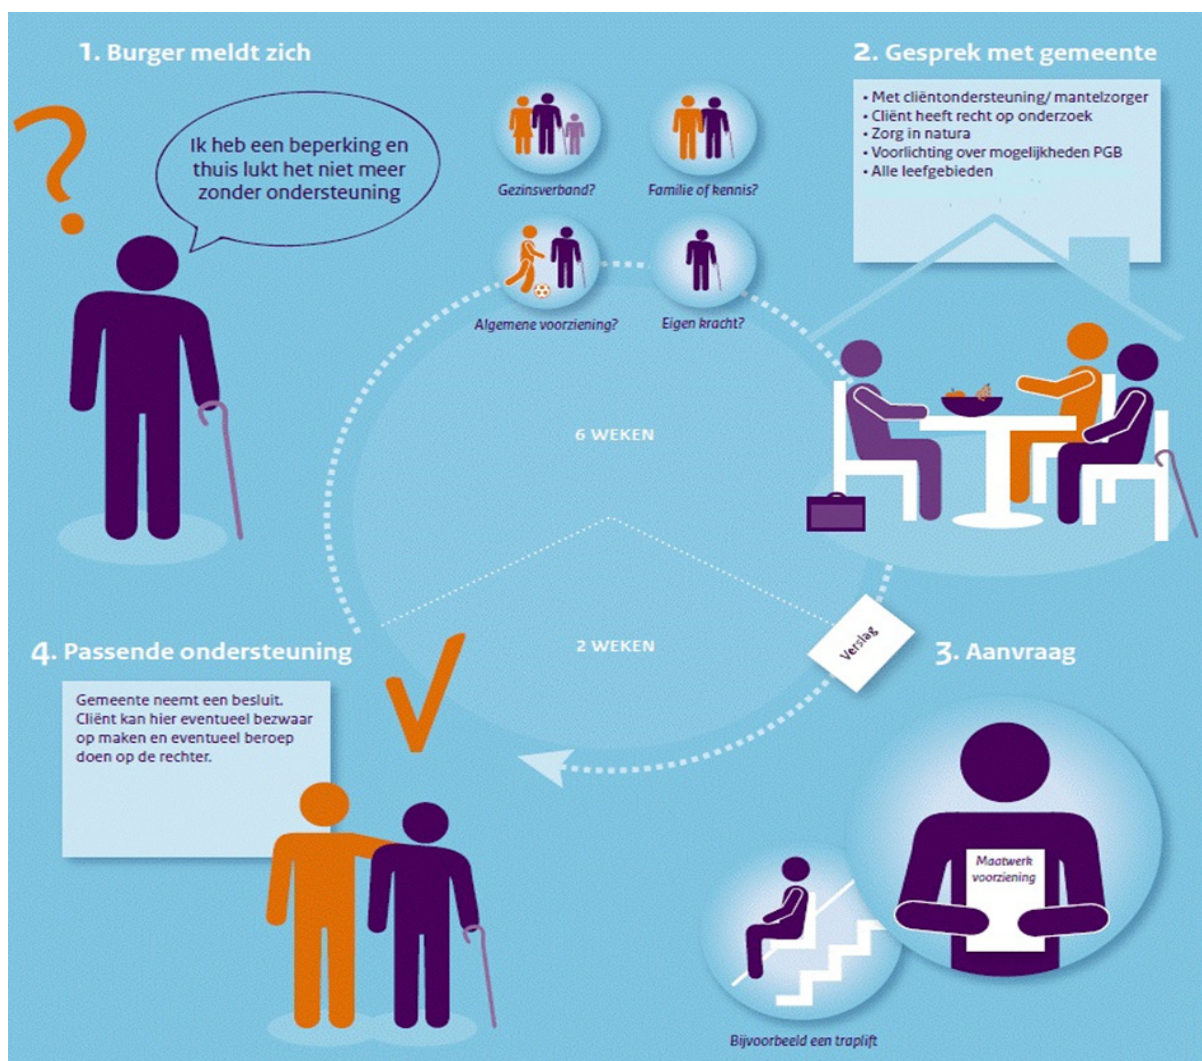 1. Burger meldt zich
Ik heb een beperking en
thuis lukt het niet meer
zonder ondersteuning
Gezinsverband?
Familie of kennis?
Algemene voorziening?
Eigen kracht?
2. Gesprek met gemeente
• Met cliëntondersteuning/ mantelzorger
• Cliënt heeft recht op onderzoek
• Zorg in natura
• Voorlichting over mogelijkheden PGB
• Alle leefgebieden
6 WEKEN
2 WEKEN
Verslag
3. Aanvraag
Maatwerk
voorziening
Bijvoorbeeld een traplift
4. Passende ondersteuning
Gemeente neemt een besluit.
Cliënt kan hier eventueel bezwaar
op maken en eventueel beroep
doen op de rechter.